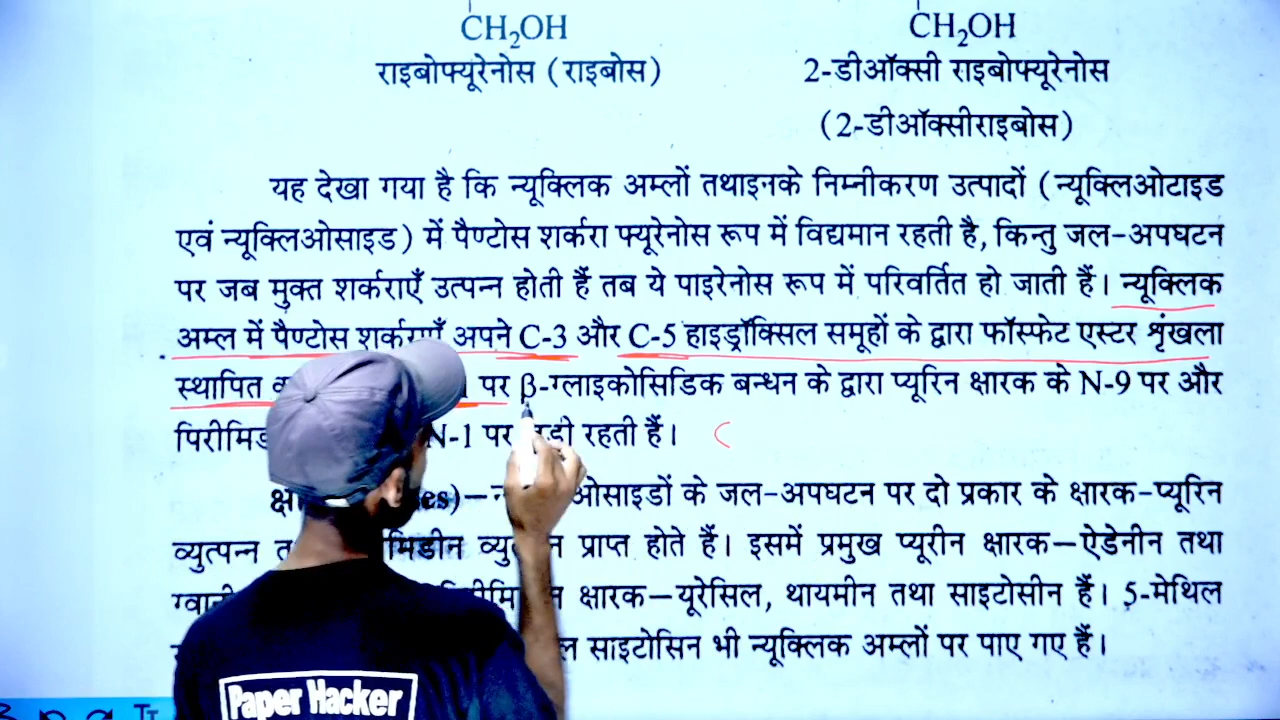 CH₂OH CH₂OH
राइबोफ्यूरेनोस (राइबोस) 2-डीऑक्सी राइबोफ्यूरेनोस
(2-डीऑक्सीराइबोस)
यह देखा गया है कि न्यूक्लिक अम्लों तथाइनके निम्नीकरण उत्पादों (न्यूक्लिओटाइड
एवं न्यूक्लिओसाइड) में पैण्टोस शर्करा फ्यूरेनोस रूप में विद्यमान रहती है, किन्तु जल-अपघटन
पर जब मुक्त शर्कराएँ उत्पन्न होती हैं तब ये पाइरेनोस रूप में परिवर्तित हो जाती हैं। न्यूक्लिक
अम्ल में पैण्टोस शर्कराएँ अपने C-3 और C-5 हाइड्रॉक्सिल समूहों के द्वारा फॉस्फेट एस्टर शृंखला
स्थापित पर β-ग्लाइकोसिडिक बन्धन के द्वारा प्यूरिन क्षारक के N-9 पर और
N-1 पर रहती हैं।
ओसाइडों के जल-अपघटन पर दो प्रकार के क्षारक-प्यूरिन
व्युत्पन्न प्राप्त होते हैं। इसमें प्रमुख प्यूरीन क्षारक—ऐडेनीन तथा
क्षारक—यूरेसिल, थायमीन तथा साइटोसीन हैं। 5-मेथिल
साइटोसिन भी न्यूक्लिक अम्लों पर पाए गए हैं।
Paper Hacker